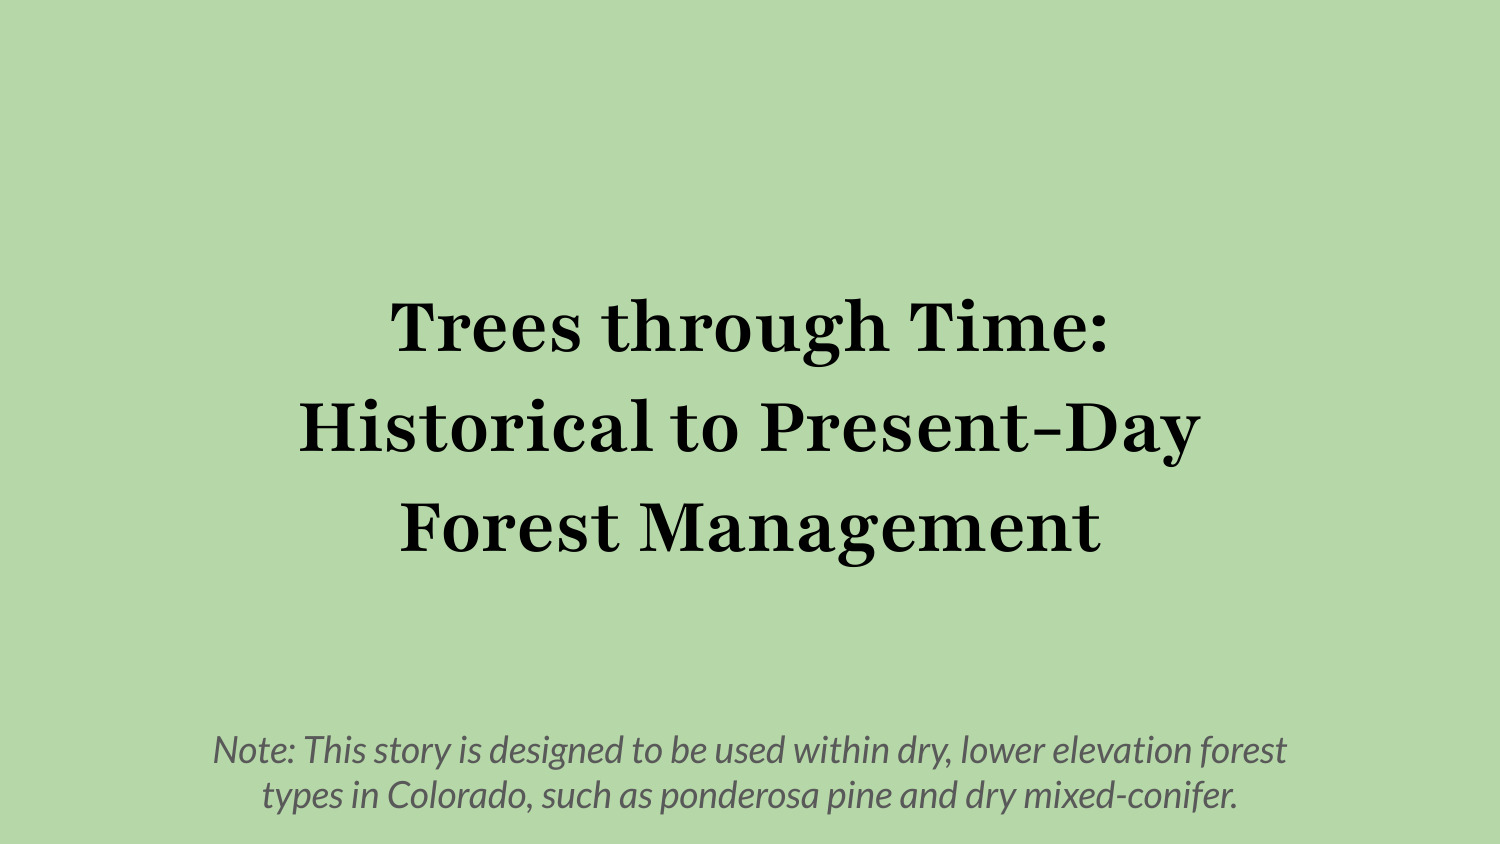 Trees through Time:
Historical to Present-Day
Forest Management
Note: This story is designed to be used within dry, lower elevation forest
types in Colorado, such as ponderosa pine and dry mixed-conifer.